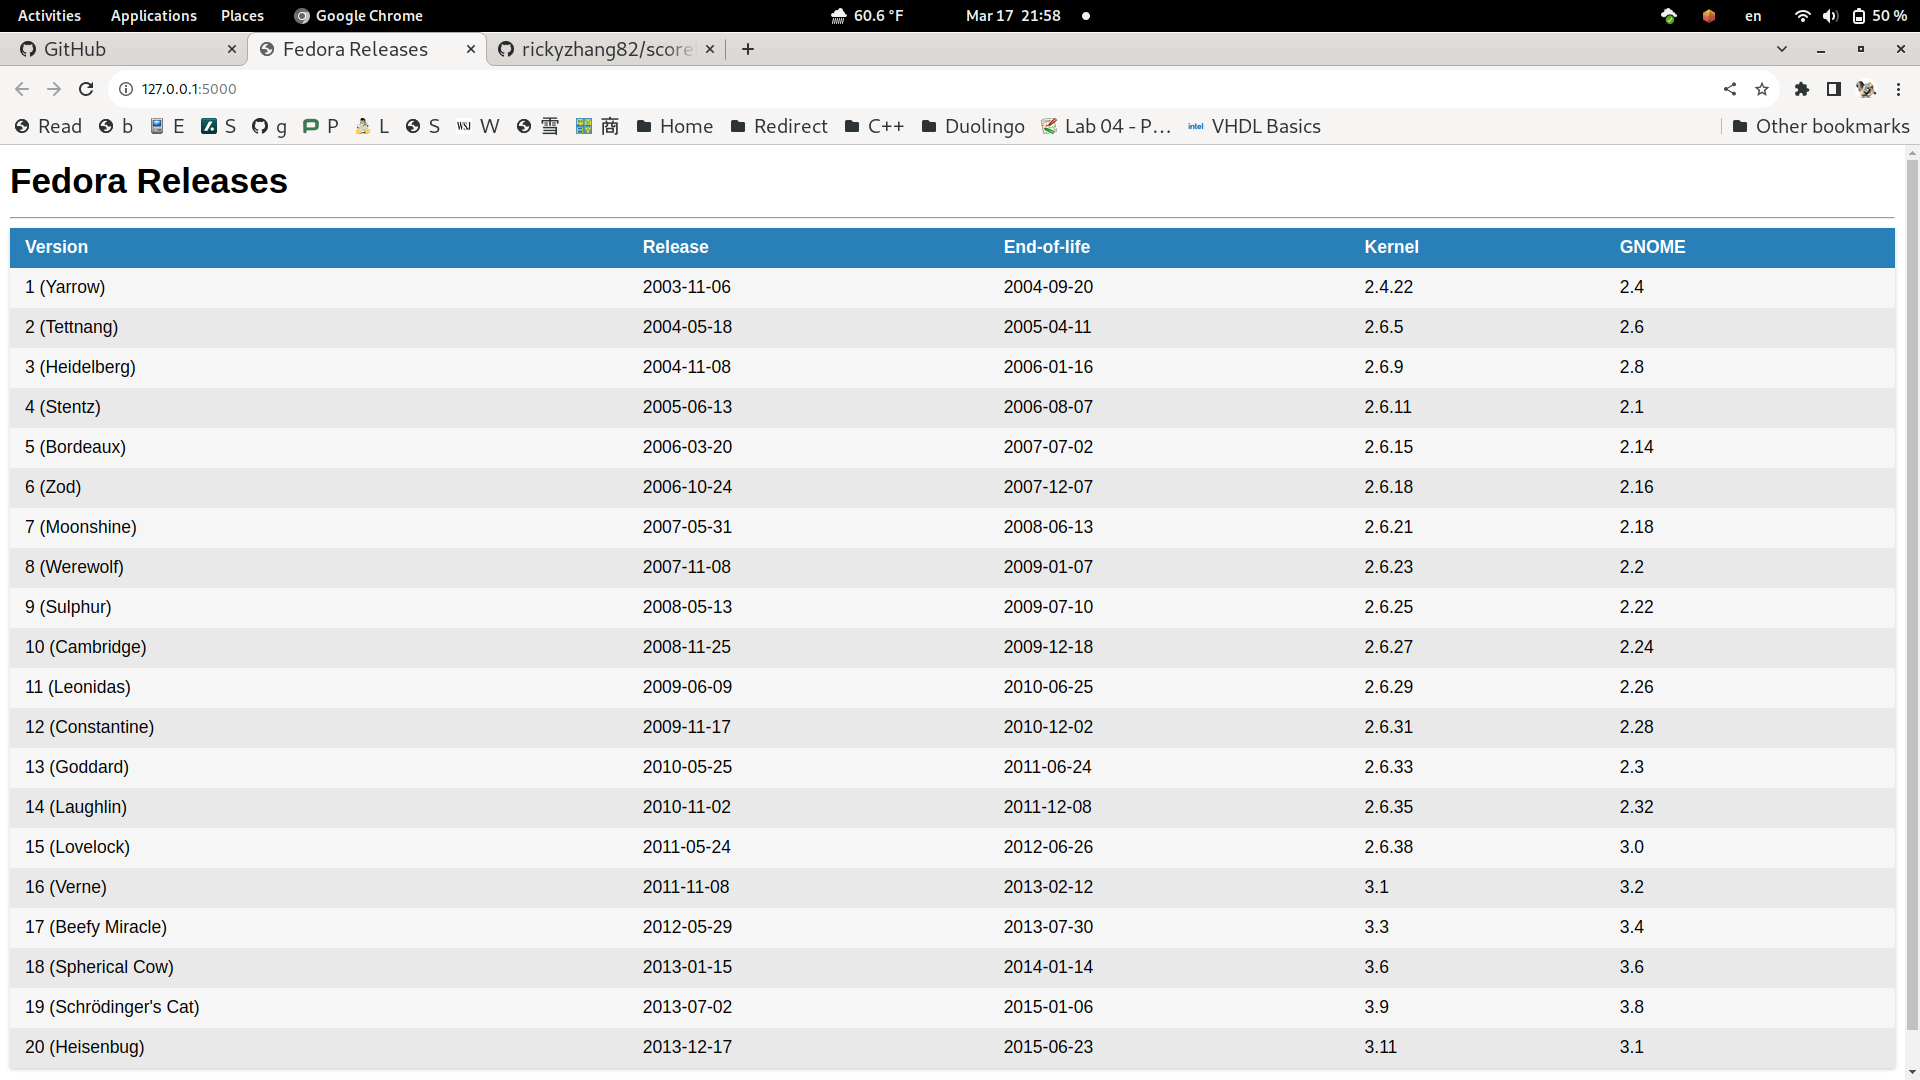 Activities Applications Places Google Chrome 60.6 °F Mar 17 21:58 en 50 %
GitHub Fedora Releases rickyzhang82/score
127.0.0.1:5000
Read b E S g P L S W 雪 商 Home Redirect C++ Duolingo Lab 04 - P… intel VHDL Basics Other bookmarks
Fedora Releases
Version Release End-of-life Kernel GNOME
1 (Yarrow) 2003-11-06 2004-09-20 2.4.22 2.4
2 (Tettnang) 2004-05-18 2005-04-11 2.6.5 2.6
3 (Heidelberg) 2004-11-08 2006-01-16 2.6.9 2.8
4 (Stentz) 2005-06-13 2006-08-07 2.6.11 2.1
5 (Bordeaux) 2006-03-20 2007-07-02 2.6.15 2.14
6 (Zod) 2006-10-24 2007-12-07 2.6.18 2.16
7 (Moonshine) 2007-05-31 2008-06-13 2.6.21 2.18
8 (Werewolf) 2007-11-08 2009-01-07 2.6.23 2.2
9 (Sulphur) 2008-05-13 2009-07-10 2.6.25 2.22
10 (Cambridge) 2008-11-25 2009-12-18 2.6.27 2.24
11 (Leonidas) 2009-06-09 2010-06-25 2.6.29 2.26
12 (Constantine) 2009-11-17 2010-12-02 2.6.31 2.28
13 (Goddard) 2010-05-25 2011-06-24 2.6.33 2.3
14 (Laughlin) 2010-11-02 2011-12-08 2.6.35 2.32
15 (Lovelock) 2011-05-24 2012-06-26 2.6.38 3.0
16 (Verne) 2011-11-08 2013-02-12 3.1 3.2
17 (Beefy Miracle) 2012-05-29 2013-07-30 3.3 3.4
18 (Spherical Cow) 2013-01-15 2014-01-14 3.6 3.6
19 (Schrödinger's Cat) 2013-07-02 2015-01-06 3.9 3.8
20 (Heisenbug) 2013-12-17 2015-06-23 3.11 3.1